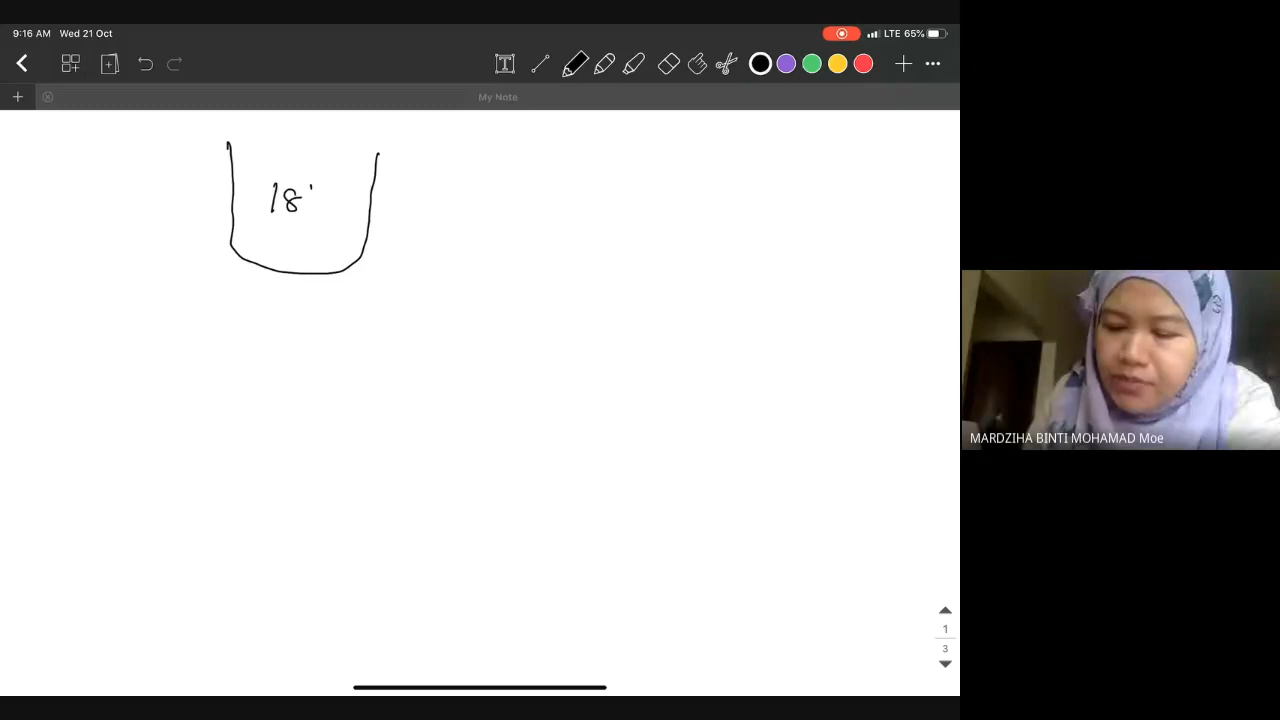 9:16 AM Wed 21 Oct
LTE 65%
T
My Note
18'
MARDZIHA BINTI MOHAMAD Moe
1
3